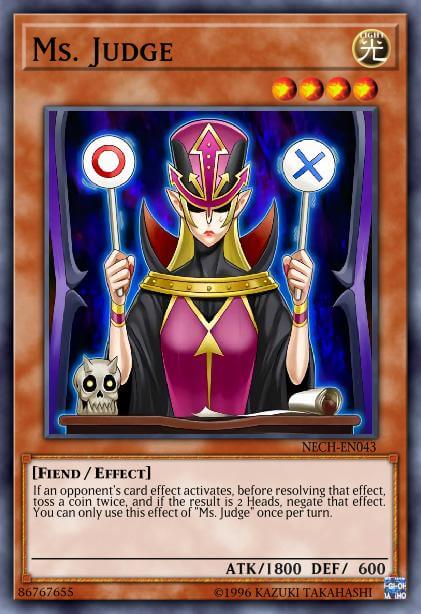 Ms. Judge
LIGHT
光
NECH-EN043
[Fiend / Effect]
If an opponent's card effect activates, before resolving that effect,
toss a coin twice, and if the result is 2 Heads, negate that effect.
You can only use this effect of "Ms. Judge" once per turn.
ATK/1800 DEF/ 600
86767655
©1996 KAZUKI TAKAHASHI